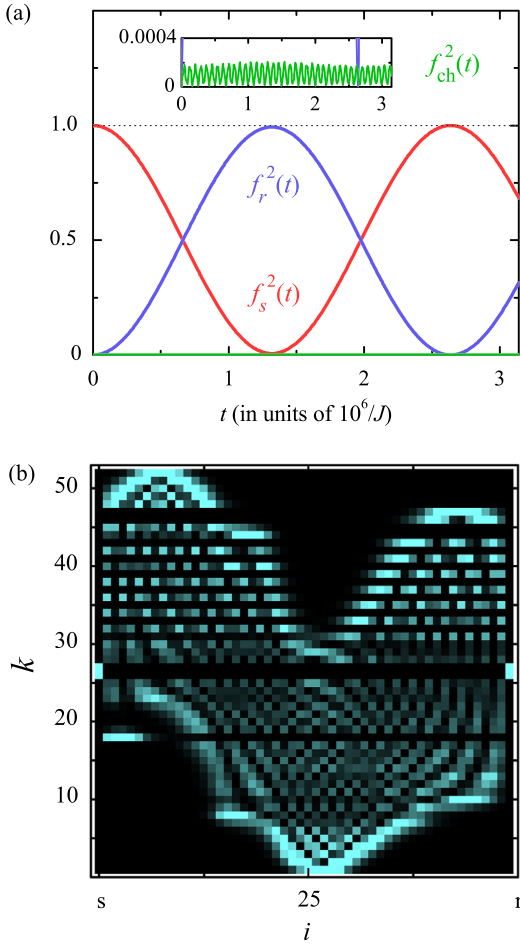 (a)
0.0004
0
0 1 2 3
f_ch^2(t)
1.0
f_r^2(t)
0.5
f_s^2(t)
0
0 1 2 3
t (in units of 10^6/J)
(b)
50
40
30
k
20
10
s 25 r
i